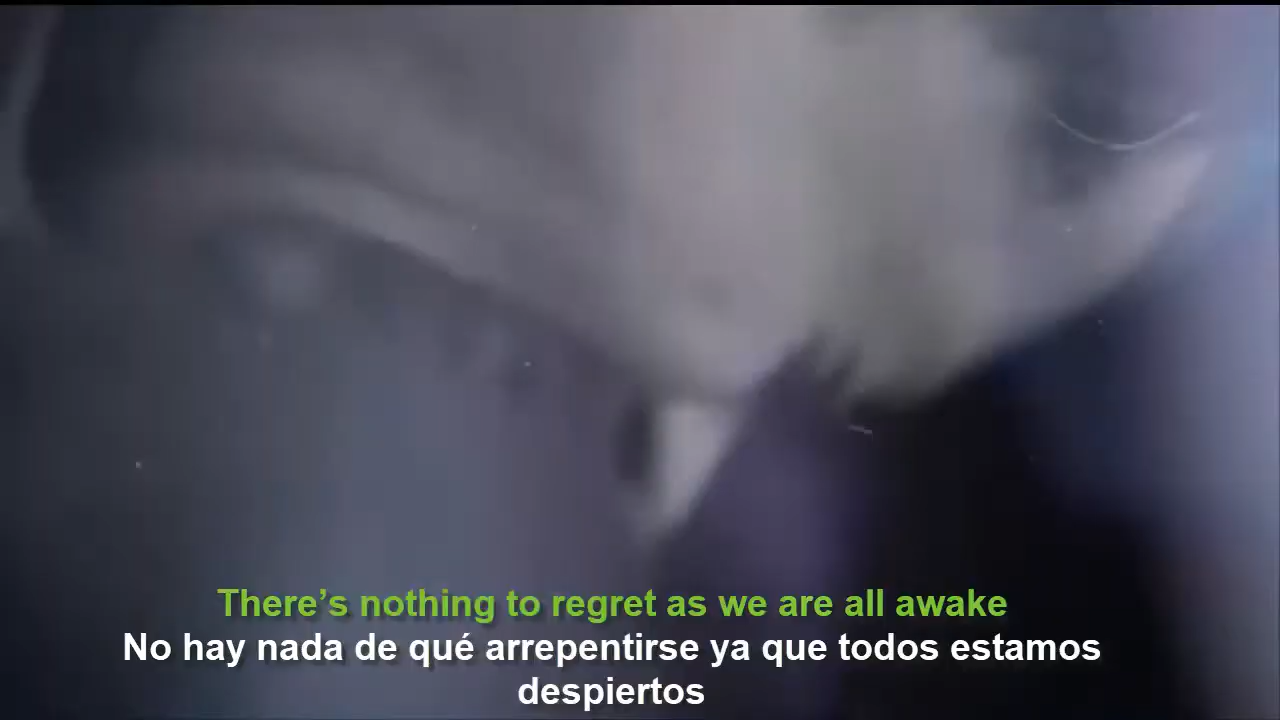 There’s nothing to regret as we are all awake
No hay nada de qué arrepentirse ya que todos estamos
despiertos